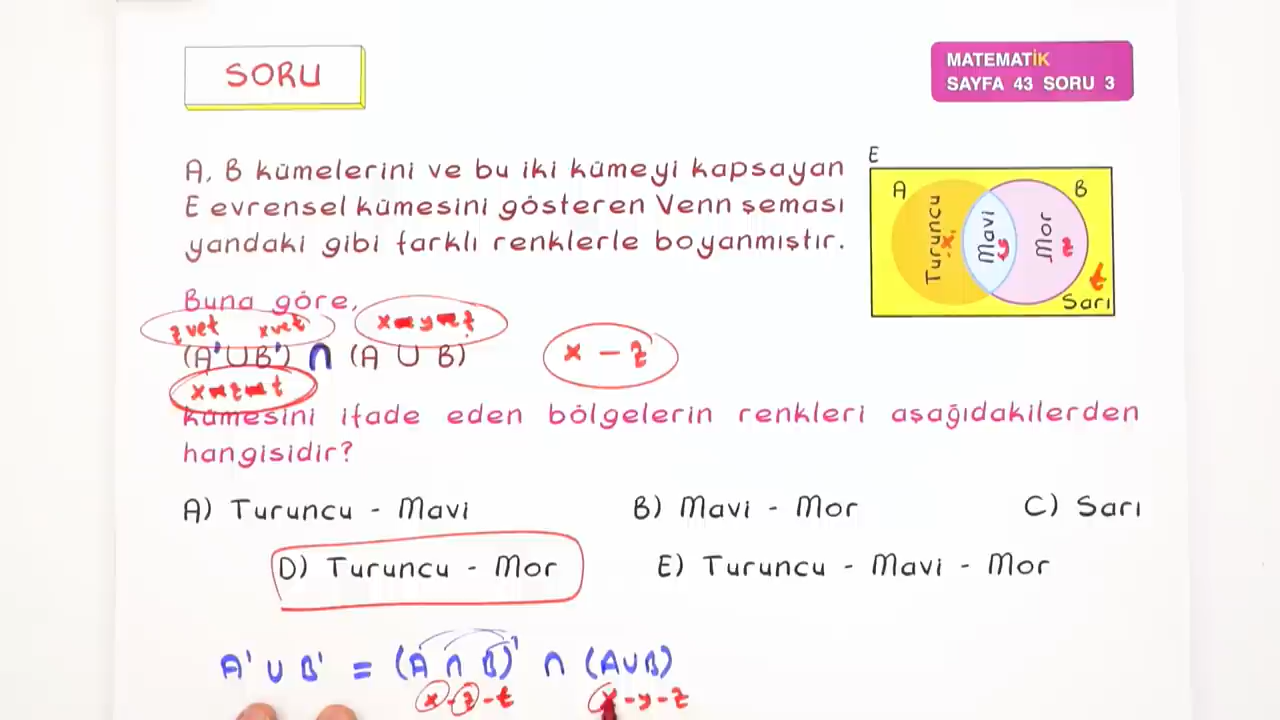 SORU
MATEMATİK
SAYFA 43 SORU 3
A, B kümelerini ve bu iki kümeyi kapsayan
E evrensel kümesini gösteren Venn şeması
yandaki gibi farklı renklerle boyanmıştır.
E
A
B
Turuncu
x
Mavi
y
Mor
z
t
Sarı
Buna göre,
z ve t x ve t x - y - z
(A' ∪ B') ∩ (A ∪ B) x - z
x - z - t
kümesini ifade eden bölgelerin renkleri aşağıdakilerden
hangisidir?
A) Turuncu - Mavi B) Mavi - Mor C) Sarı
D) Turuncu - Mor E) Turuncu - Mavi - Mor
A' ∪ B' = (A ∩ B)' ∩ (A∪B)
x - z - t x - y - z